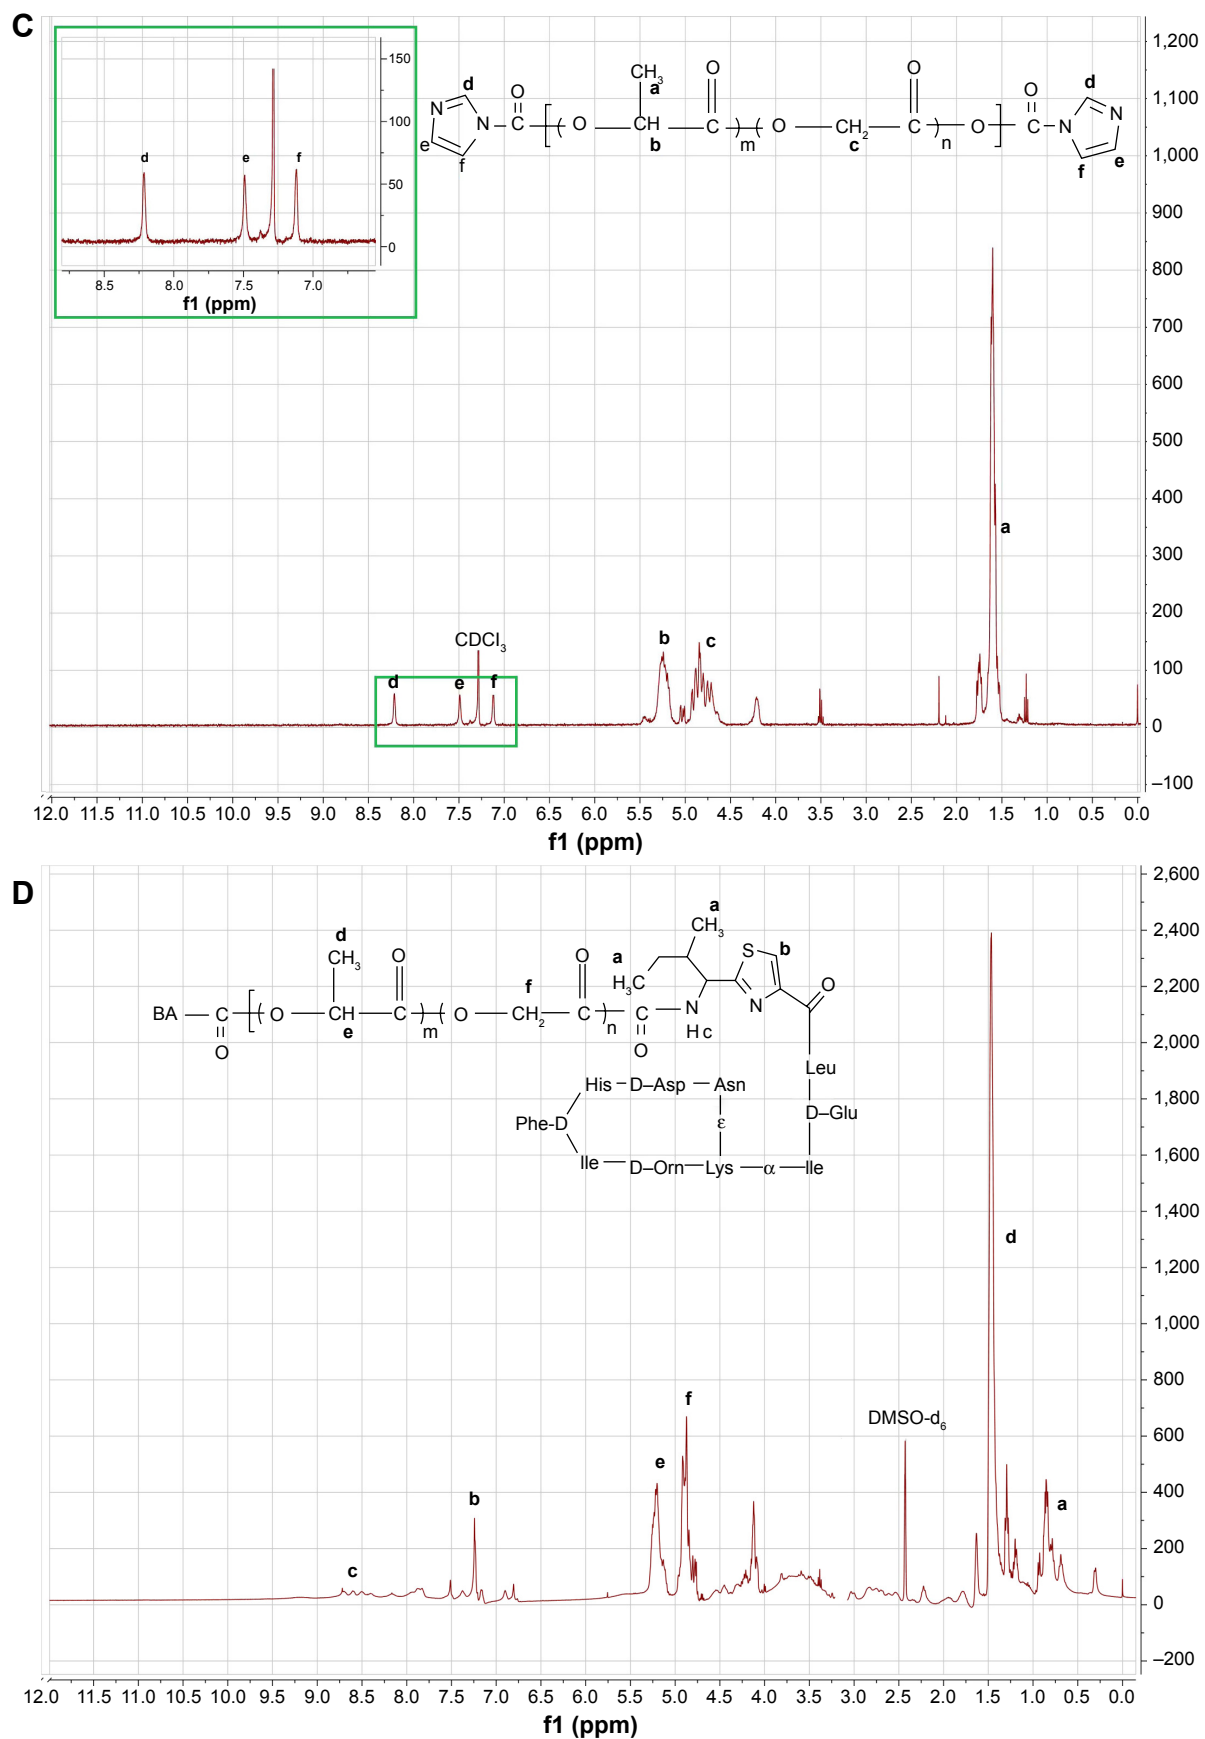 C
150
100
50
0
d
e
f
8.5 8.0 7.5 7.0
f1 (ppm)
CH3
a
O
O
O
O
d
N
N
C
O
CH
C
m
O
CH2
C
n
O
C
N
N
e
f
b
c
f
e
d
1,200
1,100
1,000
900
800
700
600
500
400
300
200
100
0
–100
a
b
c
CDCl3
d
e
f
12.0 11.5 11.0 10.5 10.0 9.5 9.0 8.5 8.0 7.5 7.0 6.5 6.0 5.5 5.0 4.5 4.0 3.5 3.0 2.5 2.0 1.5 1.0 0.5 0.0
f1 (ppm)
D
2,600
2,400
2,200
2,000
1,800
1,600
1,400
1,200
1,000
800
600
400
200
0
–200
a
CH3
d
CH3
O
O
a
H3C
S
b
N
O
f
BA
C
O
CH
C
m
O
CH2
C
n
C
N
H c
O
e
O
Leu
His D–Asp Asn
D–Glu
Phe-D
ε
Ile D–Orn Lys α Ile
d
f
DMSO-d6
e
b
a
c
12.0 11.5 11.0 10.5 10.0 9.5 9.0 8.5 8.0 7.5 7.0 6.5 6.0 5.5 5.0 4.5 4.0 3.5 3.0 2.5 2.0 1.5 1.0 0.5 0.0
f1 (ppm)